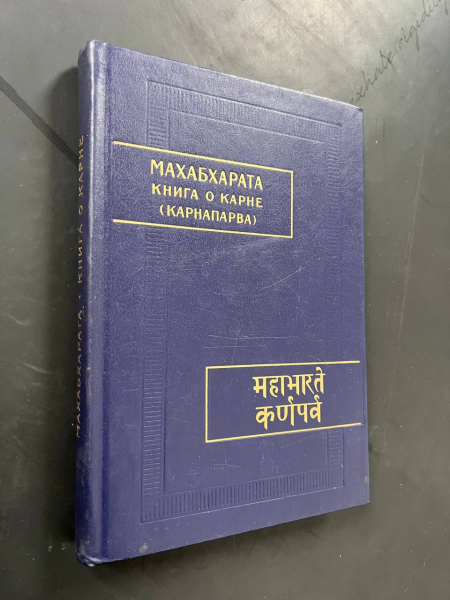 МАХАБХАРАТА
КНИГА О КАРНЕ
(КАРНАПАРВА)
महाभारते
कर्णपर्व
МАХАБХАРАТА · КНИГА О КАРНЕ